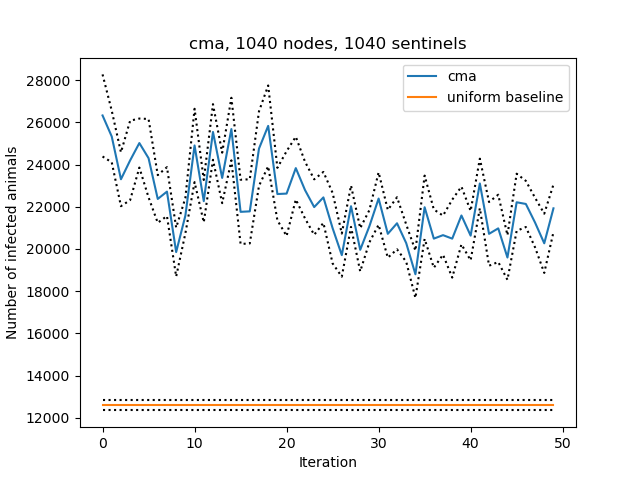 cma, 1040 nodes, 1040 sentinels
cma
uniform baseline
Number of infected animals
28000
26000
24000
22000
20000
18000
16000
14000
12000
0 10 20 30 40 50
Iteration